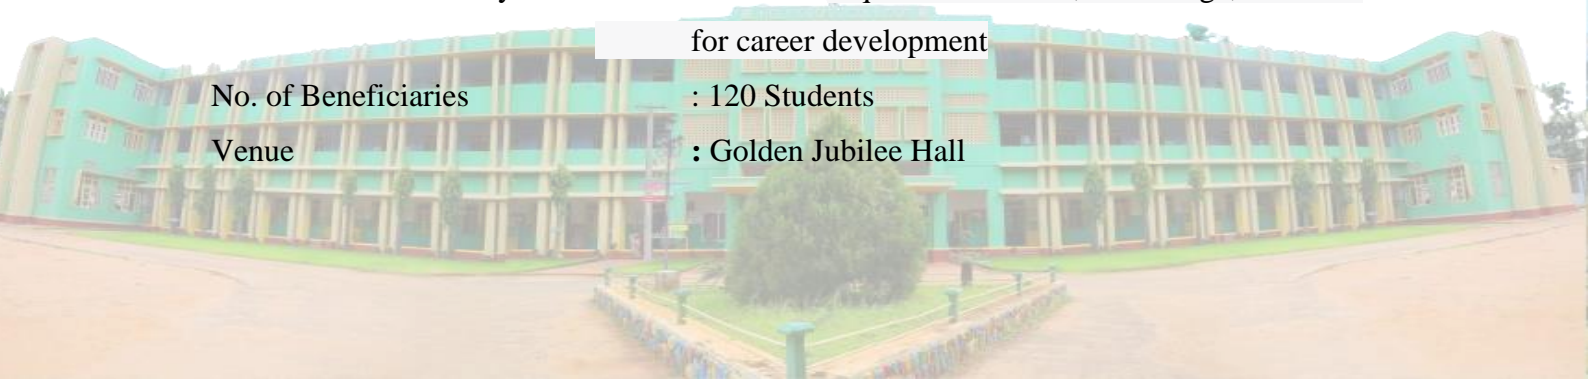 for career development
No. of Beneficiaries : 120 Students
Venue : Golden Jubilee Hall